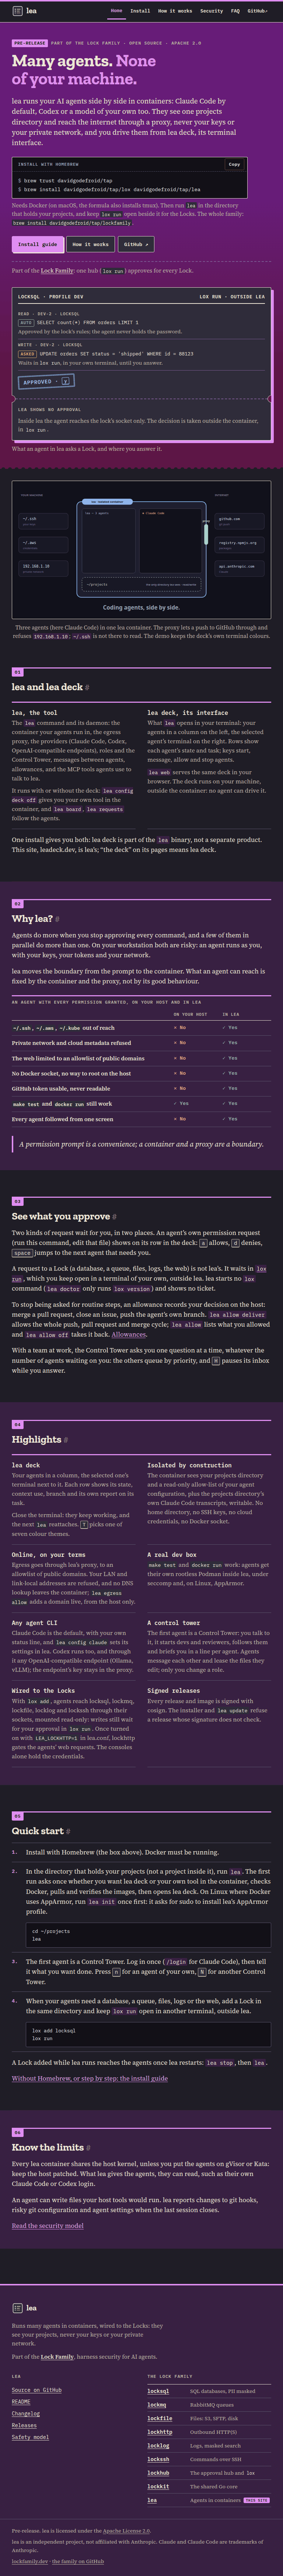 lea
Home Install How it works Security FAQ GitHub↗
PRE-RELEASE PART OF THE LOCK FAMILY · OPEN SOURCE · APACHE 2.0
Many agents. None
of your machine.
lea runs your AI agents side by side in containers: Claude Code by
default, Codex or a model of your own too. They see one projects
directory and reach the internet through a proxy, never your keys or
your private network, and you drive them from lea deck, its terminal
interface.
INSTALL WITH HOMEBREW Copy
$ brew trust davidgodefroid/tap
$ brew install davidgodefroid/tap/lox davidgodefroid/tap/lea
Needs Docker (on macOS, the formula also installs tmux). Then run lea in the directory
that holds your projects, and keep lox run open beside it for the Locks. The whole family:
brew install davidgodefroid/tap/lockfamily.
Install guide How it works GitHub ↗
Part of the Lock Family: one hub (lox run) approves for every Lock.
LOCKSQL · PROFILE DEV LOX RUN · OUTSIDE LEA
READ · DEV-2 · LOCKSQL
AUTO SELECT count(*) FROM orders LIMIT 1
Approved by the lock's rules: the agent never holds the password.
WRITE · DEV-2 · LOCKSQL
ASKED UPDATE orders SET status = 'shipped' WHERE id = 88123
Waits in lox run, in your own terminal, until you answer.
APPROVED · y
LEA SHOWS NO APPROVAL
Inside lea the agent reaches the lock's socket only. The decision is taken outside the container,
in lox run.
What an agent in lea asks a Lock, and where you answer it.
~/.ssh
~/.aws
192.168.1.10
~/projects
github.com
registry.npmjs.org
api.anthropic.com
Coding agents, side by side.
Three agents (here Claude Code) in one lea container. The proxy lets a push to GitHub through and
refuses 192.168.1.10; ~/.ssh is not there to read. The demo keeps the deck's own terminal colours.
01
lea and lea deck #
lea, the tool
The lea command and its daemon: the
container your agents run in, the egress
proxy, the providers (Claude Code, Codex,
OpenAI-compatible endpoints), roles and the
Control Tower, messages between agents,
allowances, and the MCP tools agents use to
talk to lea.
It runs with or without the deck: lea config
deck off gives you your own tool in the
container, and lea board, lea requests
follow the agents.
lea deck, its interface
What lea opens in your terminal: your
agents in a column on the left, the selected
agent's terminal on the right. Rows show
each agent's state and task; keys start,
message, allow and stop agents.
lea web serves the same deck in your
browser. The deck runs on your machine,
outside the container: no agent can drive it.
One install gives you both: lea deck is part of the lea binary, not a separate product.
This site, leadeck.dev, is lea's; “the deck” on its pages means lea deck.
02
Why lea? #
Agents do more when you stop approving every command, and a few of them in
parallel do more than one. On your workstation both are risky: an agent runs as you,
with your keys, your tokens and your network.
lea moves the boundary from the prompt to the container. What an agent can reach is
fixed by the container and the proxy, not by its good behaviour.
AN AGENT WITH EVERY PERMISSION GRANTED, ON YOUR HOST AND IN LEA
ON YOUR HOST IN LEA
~/.ssh, ~/.aws, ~/.kube out of reach ✕ No ✓ Yes
Private network and cloud metadata refused ✕ No ✓ Yes
The web limited to an allowlist of public domains ✕ No ✓ Yes
No Docker socket, no way to root on the host ✕ No ✓ Yes
GitHub token usable, never readable ✕ No ✓ Yes
make test and docker run still work ✓ Yes ✓ Yes
Every agent followed from one screen ✕ No ✓ Yes
A permission prompt is a convenience; a container and a proxy are a boundary.
03
See what you approve #
Two kinds of request wait for you, in two places. An agent's own permission request
(run this command, edit that file) shows on its row in the deck: a allows, d denies,
space jumps to the next agent that needs you.
A request to a Lock (a database, a queue, files, logs, the web) is not lea's. It waits in lox
run, which you keep open in a terminal of your own, outside lea. lea starts no lox
command (lea doctor only runs lox version) and shows no ticket.
To stop being asked for routine steps, an allowance records your decision on the host:
merge a pull request, close an issue, push the agent's own branch. lea allow deliver
allows the whole push, pull request and merge cycle; lea allow lists what you allowed
and lea allow off takes it back. Allowances.
With a team at work, the Control Tower asks you one question at a time, whatever the
number of agents waiting on you: the others queue by priority, and M pauses its inbox
while you answer.
04
Highlights #
lea deck
Your agents in a column, the selected one's
terminal next to it. Each row shows its state,
context use, branch and its own report on its
task.
Close the terminal: they keep working, and
the next lea reattaches. T picks one of
seven colour themes.
Isolated by construction
The container sees your projects directory
and a read-only allow-list of your agent
configuration, plus the projects directory's
own Claude Code transcripts, writable. No
home directory, no SSH keys, no cloud
credentials, no Docker socket.
Online, on your terms
Egress goes through lea's proxy, to an
allowlist of public domains. Your LAN and
link-local addresses are refused, and no DNS
lookup leaves the container; lea egress
allow adds a domain live, from the host only.
A real dev box
make test and docker run work: agents get
their own rootless Podman inside lea, under
seccomp and, on Linux, AppArmor.
Any agent CLI
Claude Code is the default, with your own
status line, and lea config claude sets its
settings in lea. Codex runs too, and through
it any OpenAI-compatible endpoint (Ollama,
vLLM); the endpoint's key stays in the proxy.
A control tower
The first agent is a Control Tower: you talk to
it, it starts devs and reviewers, follows them
and briefs you in a line per agent. Agents
message each other and lease the files they
edit; only you change a role.
Wired to the Locks
With lox add, agents reach locksql, lockmq,
lockfile, locklog and lockssh through their
sockets, mounted read-only: writes still wait
for your approval in lox run. Once turned
on with LEA_LOCKHTTP=1 in lea.conf, lockhttp
gates the agents' web requests. The consoles
alone hold the credentials.
Signed releases
Every release and image is signed with
cosign. The installer and lea update refuse
a release whose signature does not check.
05
Quick start #
1. Install with Homebrew (the box above). Docker must be running.
2. In the directory that holds your projects (not a project inside it), run lea. The first
run asks once whether you want lea deck or your own tool in the container, checks
Docker, pulls and verifies the images, then opens lea deck. On Linux where Docker
uses AppArmor, run lea init once first: it asks for sudo to install lea's AppArmor
profile.
cd ~/projects
lea
3. The first agent is a Control Tower. Log in once (/login for Claude Code), then tell
it what you want done. Press n for an agent of your own, N for another Control
Tower.
4. When your agents need a database, a queue, files, logs or the web, add a Lock in
the same directory and keep lox run open in another terminal, outside lea.
lox add locksql
lox run
A Lock added while lea runs reaches the agents once lea restarts: lea stop, then lea.
Without Homebrew, or step by step: the install guide
06
Know the limits #
Every lea container shares the host kernel, unless you put the agents on gVisor or Kata:
keep the host patched. What lea gives the agents, they can read, such as their own
Claude Code or Codex login.
An agent can write files your host tools would run. lea reports changes to git hooks,
risky git configuration and agent settings when the last session closes.
Read the security model
lea
Runs many agents in containers, wired to the Locks: they
see your projects, never your keys or your private
network.
Part of the Lock Family, harness security for AI agents.
LEA
Source on GitHub
README
Changelog
Releases
Safety model
THE LOCK FAMILY
locksql SQL databases, PII masked
lockmq RabbitMQ queues
lockfile Files: S3, SFTP, disk
lockhttp Outbound HTTP(S)
locklog Logs, masked search
lockssh Commands over SSH
lockhub The approval hub and lox
lockkit The shared Go core
lea Agents in containers THIS SITE
Pre-release. lea is licensed under the Apache License 2.0.
lea is an independent project, not affiliated with Anthropic. Claude and Claude Code are trademarks of
Anthropic.
lockfamily.dev · the family on GitHub